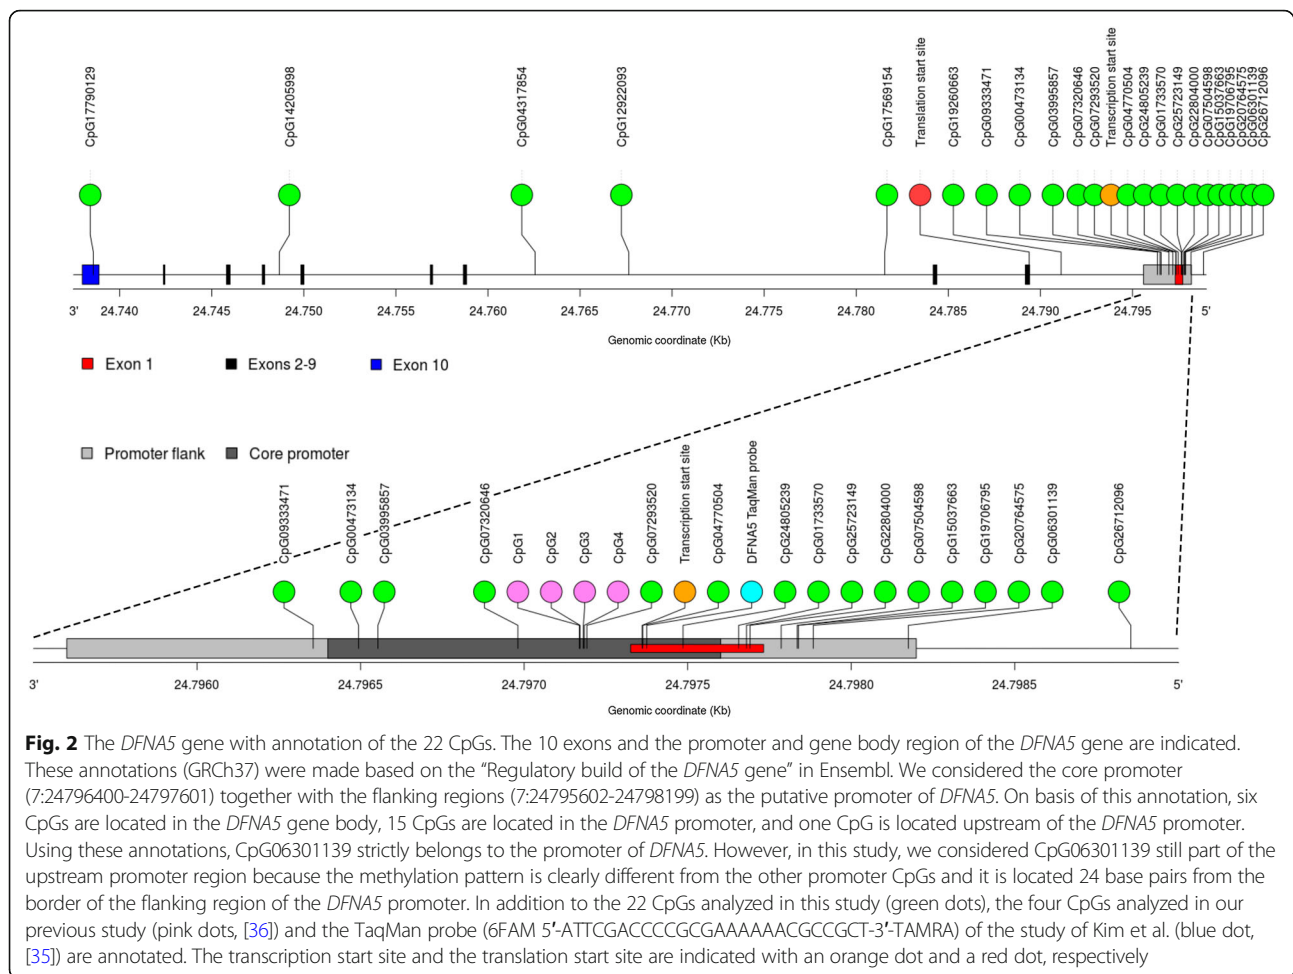 CpG17790129
CpG14205998
CpG04317854
CpG12922093
CpG17569154
Translation start site
CpG19260663
CpG09333471
CpG00473134
CpG03995857
CpG07320646
CpG07293520
Transcription start site
CpG04770504
CpG24805239
CpG01733570
CpG25723149
CpG22804000
CpG07504598
CpG15037663
CpG19706795
CpG20764575
CpG06301139
CpG26712096
3' 24.740 24.745 24.750 24.755 24.760 24.765 24.770 24.775 24.780 24.785 24.790 24.795 5'
Genomic coordinate (Kb)
Exon 1 Exons 2-9 Exon 10
Promoter flank Core promoter
CpG09333471
CpG00473134
CpG03995857
CpG07320646
CpG1
CpG2
CpG3
CpG4
CpG07293520
Transcription start site
CpG04770504
DFNA5 TaqMan probe
CpG24805239
CpG01733570
CpG25723149
CpG22804000
CpG07504598
CpG15037663
CpG19706795
CpG20764575
CpG06301139
CpG26712096
3' 24.7960 24.7965 24.7970 24.7975 24.7980 24.7985 5'
Genomic coordinate (Kb)
Fig. 2 The DFNA5 gene with annotation of the 22 CpGs. The 10 exons and the promoter and gene body region of the DFNA5 gene are indicated.
These annotations (GRCh37) were made based on the “Regulatory build of the DFNA5 gene” in Ensembl. We considered the core promoter
(7:24796400-24797601) together with the flanking regions (7:24795602-24798199) as the putative promoter of DFNA5. On basis of this annotation, six
CpGs are located in the DFNA5 gene body, 15 CpGs are located in the DFNA5 promoter, and one CpG is located upstream of the DFNA5 promoter.
Using these annotations, CpG06301139 strictly belongs to the promoter of DFNA5. However, in this study, we considered CpG06301139 still part of the
upstream promoter region because the methylation pattern is clearly different from the other promoter CpGs and it is located 24 base pairs from the
border of the flanking region of the DFNA5 promoter. In addition to the 22 CpGs analyzed in this study (green dots), the four CpGs analyzed in our
previous study (pink dots, [36]) and the TaqMan probe (6FAM 5′-ATTCGACCCCGCGAAAAAACGCCGCT-3′-TAMRA) of the study of Kim et al. (blue dot,
[35]) are annotated. The transcription start site and the translation start site are indicated with an orange dot and a red dot, respectively